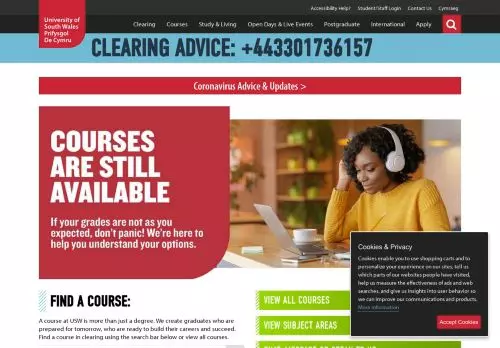 Accessibility Help? Student/Staff Login Contact Us Cymraeg
University of
South Wales
Prifysgol
De Cymru
Clearing Courses Study & Living Open Days & Live Events Postgraduate International Apply
CLEARING ADVICE: +443301736157
Coronavirus Advice & Updates >
COURSES
ARE STILL
AVAILABLE
If your grades are not as you
expected, don't panic! We're here to
help you understand your options.
FIND A COURSE:
A course at USW is more than just a degree. We create graduates who are
prepared for tomorrow, who are ready to build their careers and succeed.
Find a course in clearing using the search bar below or view all courses.
VIEW ALL COURSES
VIEW SUBJECT AREAS
Cookies & Privacy
Cookies enable you to use shopping carts and to
personalize your experience on our sites, tell us
which parts of our websites people have visited,
help us measure the effectiveness of ads and web
searches, and give us insights into user behavior so
we can improve our communications and products.
More information
Accept Cookies